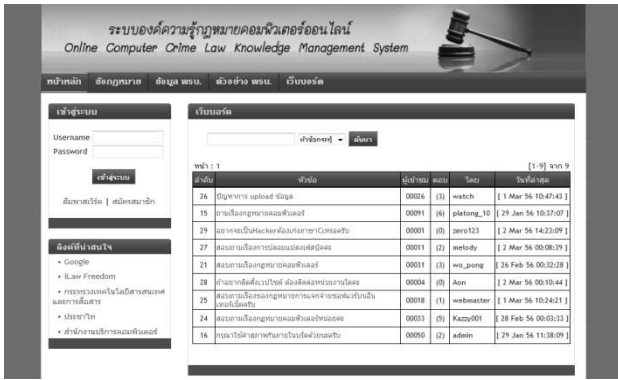 ระบบองค์ความรู้กฎหมายคอมพิวเตอร์ออนไลน์
Online Computer Crime Law Knowledge Management System
หน้าหลัก ข้อกฎหมาย ข้อมูล พรบ. ตัวอย่าง พรบ. เว็บบอร์ด
เข้าสู่ระบบ
Username
Password
เข้าสู่ระบบ
ลืมพาสเวิร์ด | สมัครสมาชิก
ลิงค์ที่น่าสนใจ
• Google
• iLaw Freedom
• กระทรวงเทคโนโลยีสารสนเทศ
และการสื่อสาร
• ประชาไท
• สำนักงานบริการคอมพิวเตอร์
เว็บบอร์ด
หัวข้อกระทู้ ค้นหา
หน้า : 1 [1-9] จาก 9
ลำดับ หัวข้อ ผู้เข้าชม ตอบ โดย วันที่ล่าสุด
26 ปัญหาการ upload ข้อมูล 00026 (3) watch [ 1 Mar 56 10:47:43 ]
15 ถามเรื่องกฎหมายคอมพิวเตอร์ 00091 (6) platong_10 [ 29 Jan 56 10:37:07 ]
29 อยากจะเป็นHackerต้องเก่งภาษาCเหรอครับ 00001 (0) zero123 [ 2 Mar 56 14:23:09 ]
27 สอบถามเรื่องการปลอมแปลงเฟสบุ๊คค่ะ 00011 (2) melody [ 2 Mar 56 00:08:39 ]
21 สอบถามเรื่องกฎหมายคอมพิวเตอร์ 00031 (3) wo_pong [ 26 Feb 56 00:32:28 ]
28 ถ้าอยากติดตั้งเวปไซต์ ต้องติดต่อหน่วยงานใดคะ 00004 (0) Aon [ 2 Mar 56 00:10:44 ]
25 สอบถามเรื่องของกฎหมายการแจกจ่ายซอฟแวร์บนอิน
เทอร์เน็ตครับ 00018 (1) webmaster [ 1 Mar 56 10:24:21 ]
24 สอบถามเรื่องกฎหมายคอมพิวเตอร์หน่อยค่ะ 00033 (5) Kazzy001 [ 28 Feb 56 00:03:33 ]
16 กรุณาใช้คำสุภาพกันภายในบอร์ดด้วยนะครับ 00050 (2) admin [ 29 Jan 56 11:38:09 ]